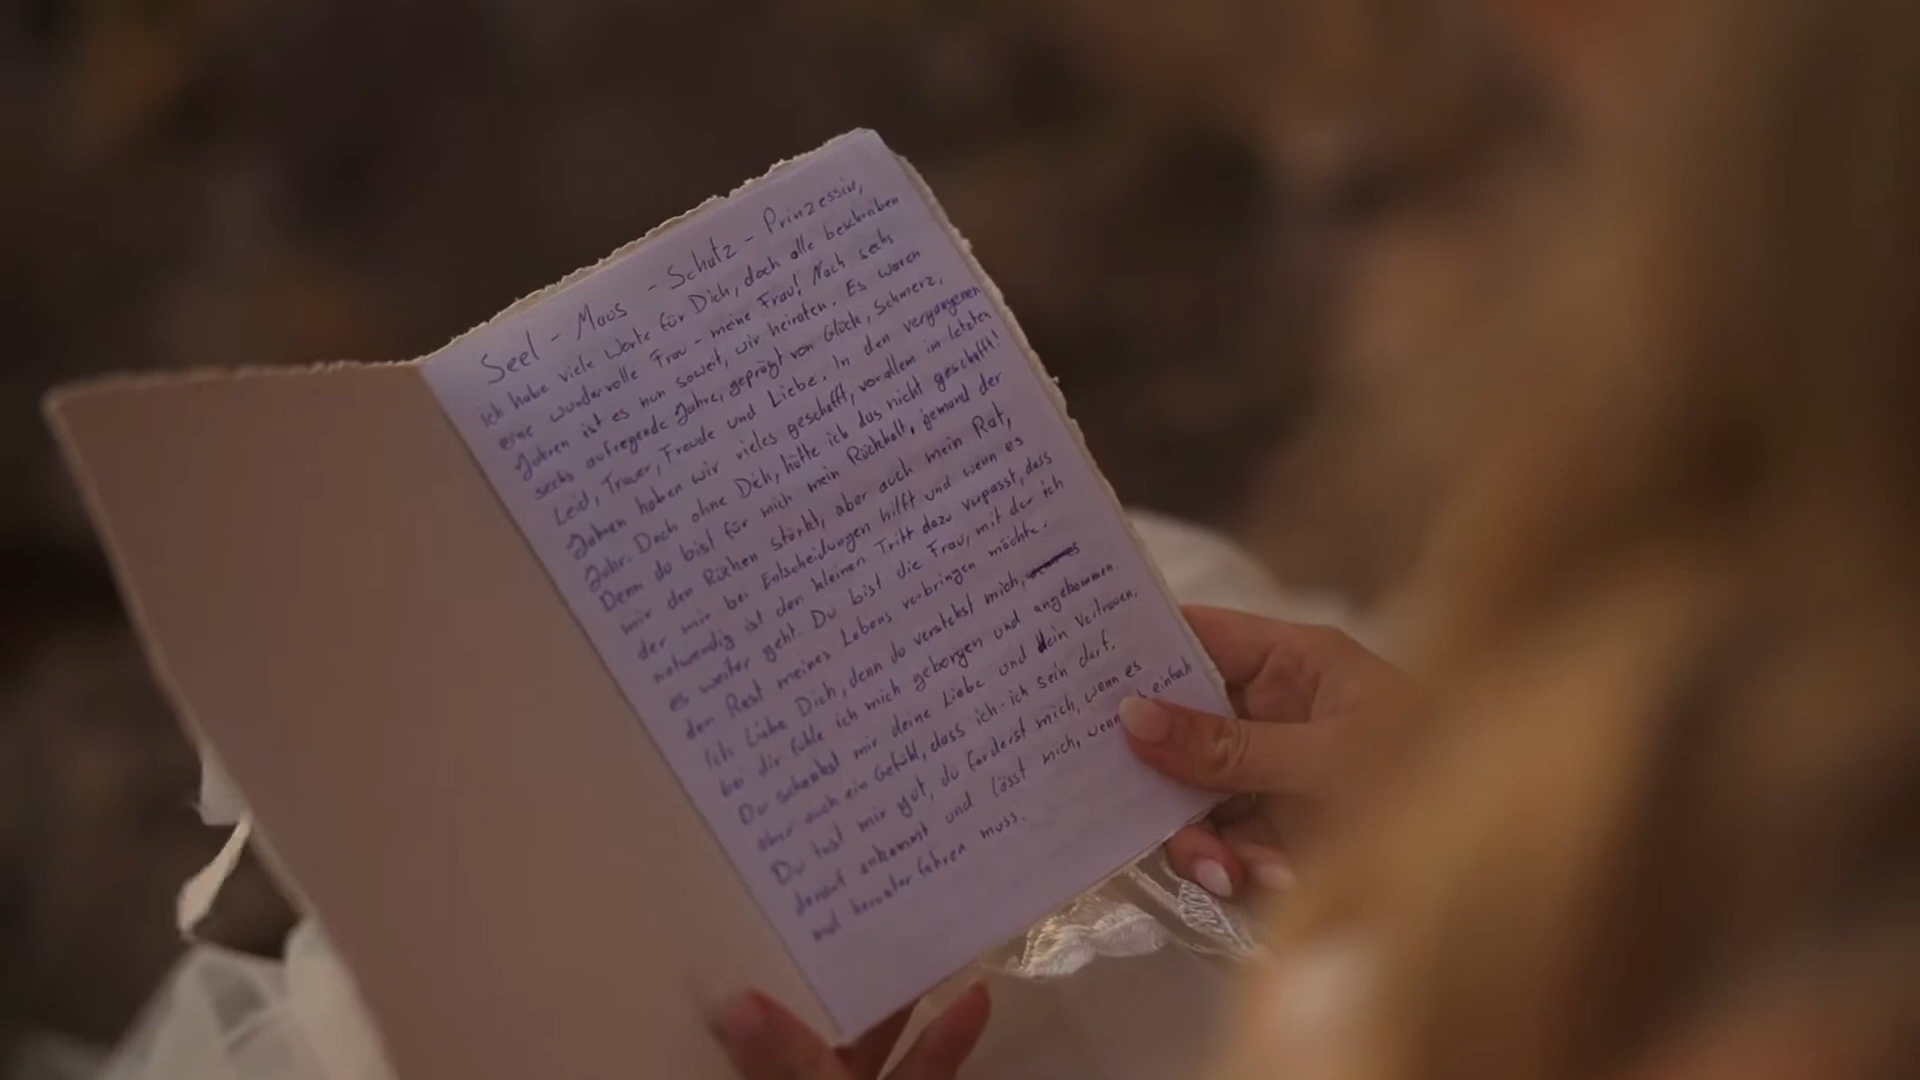 Seel - Maus - Schatz - Prinzessin,
ich habe viele Worte für Dich, doch alle beschreiben
eine wundervolle Frau - meine Frau! Nach sechs
Jahren ist es nun soweit, wir heiraten. Es waren
sechs aufregende Jahre, geprägt von Glück, Schmerz,
Leid, Trauer, Freude und Liebe. In den vergangenen
Jahren haben wir vieles geschafft, vorallem im letzten
Jahr. Doch ohne Dich, hätte ich das nicht geschafft!
Denn du bist für mich mein Rückhalt, jemand der
mir den Rücken stärkt, aber auch mein Rat,
der mir bei Entscheidungen hilft und wenn es
notwendig ist den kleinen Tritt dazu verpasst, dass
es weiter geht. Du bist die Frau, mit der ich
den Rest meines Lebens verbringen möchte.
Ich Liebe Dich, denn du verstehst mich,
bei dir fühle ich mich geborgen und angekommen.
Du schenkst mir deine Liebe und dein Vertrauen,
aber auch ein Gefühl, dass ich - ich sein darf.
Du tust mir gut, du forderst mich, wenn es
darauf ankommt und lässt mich, wenn einfach
mal herunter fahren muss.